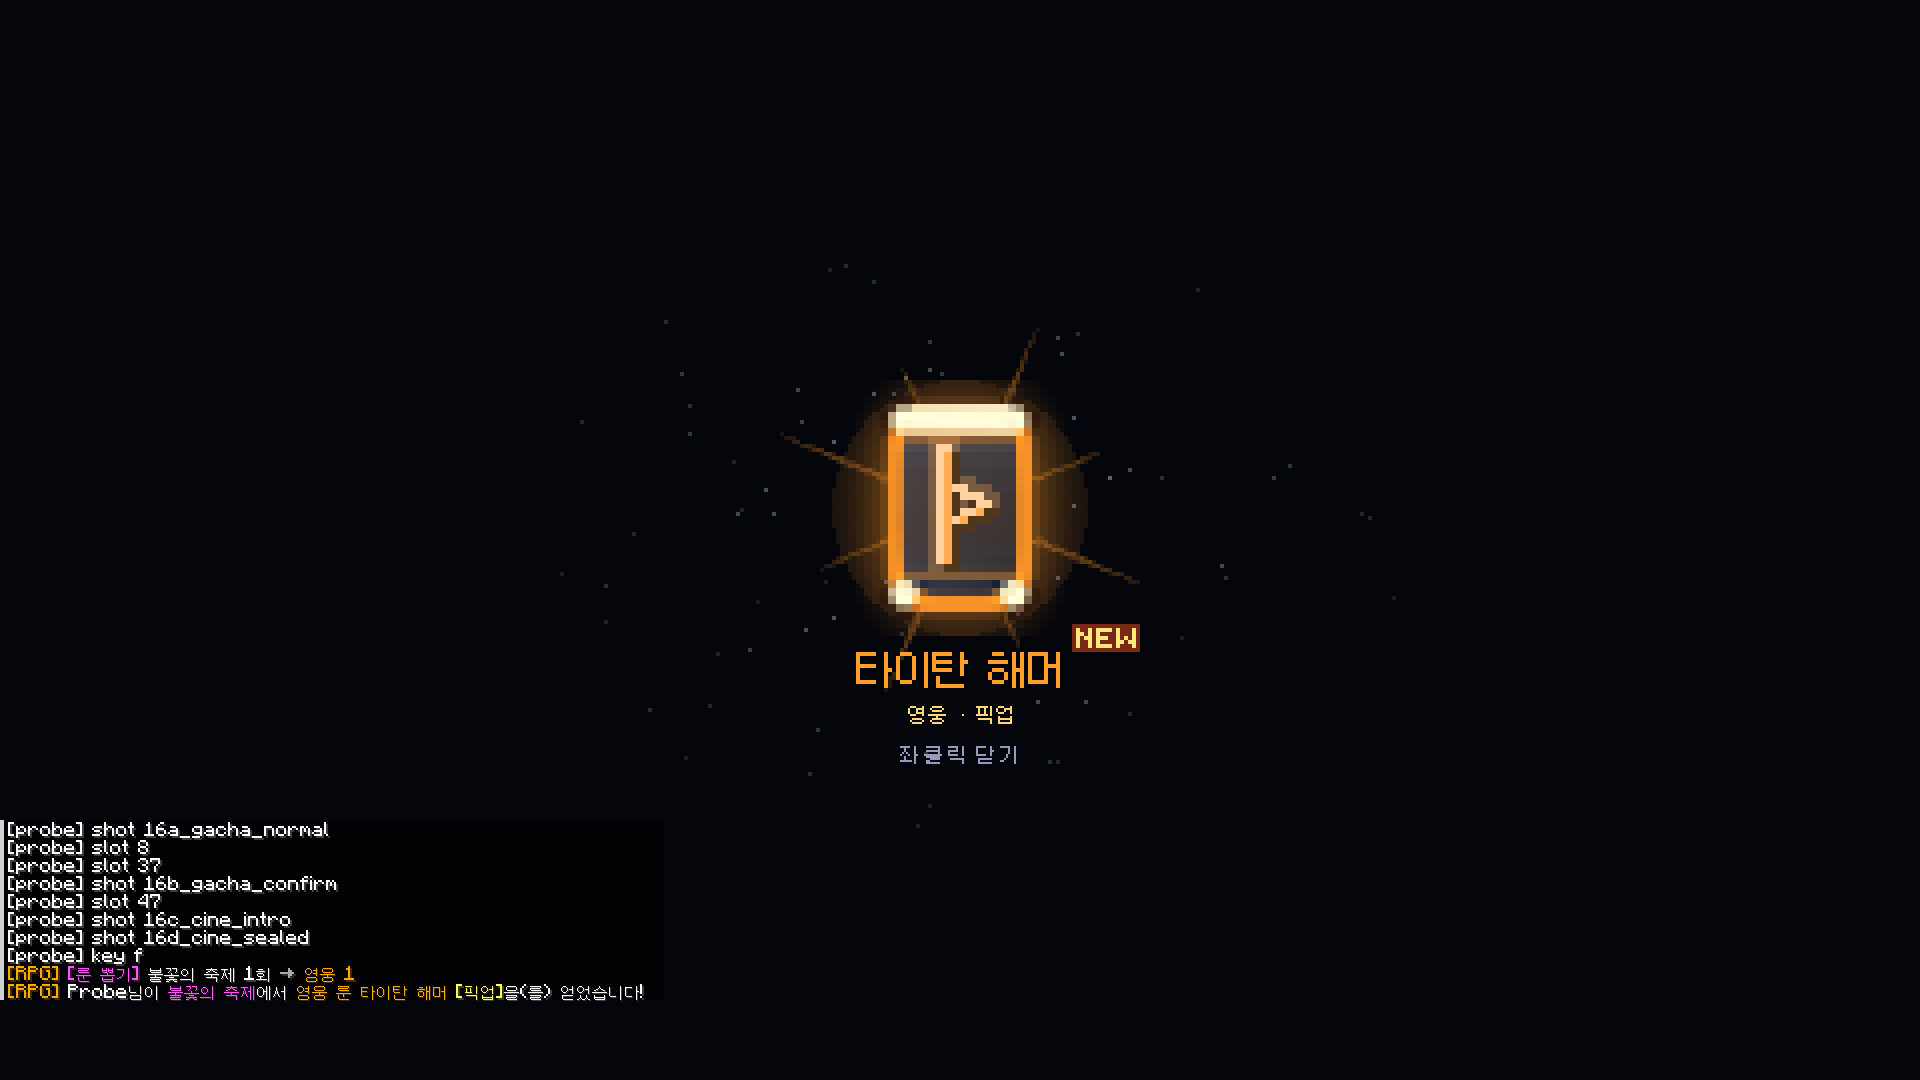 NEW
타이탄 해머
영웅 · 픽업
좌클릭 닫기
[probe] shot 16a_gacha_normal
[probe] slot 8
[probe] slot 37
[probe] shot 16b_gacha_confirm
[probe] slot 47
[probe] shot 16c_cine_intro
[probe] shot 16d_cine_sealed
[probe] key f
[RPG] [룬 뽑기] 불꽃의 축제 1회 → 영웅 1
[RPG] Probe님이 불꽃의 축제에서 영웅 룬 타이탄 해머 [픽업]을(를) 얻었습니다!